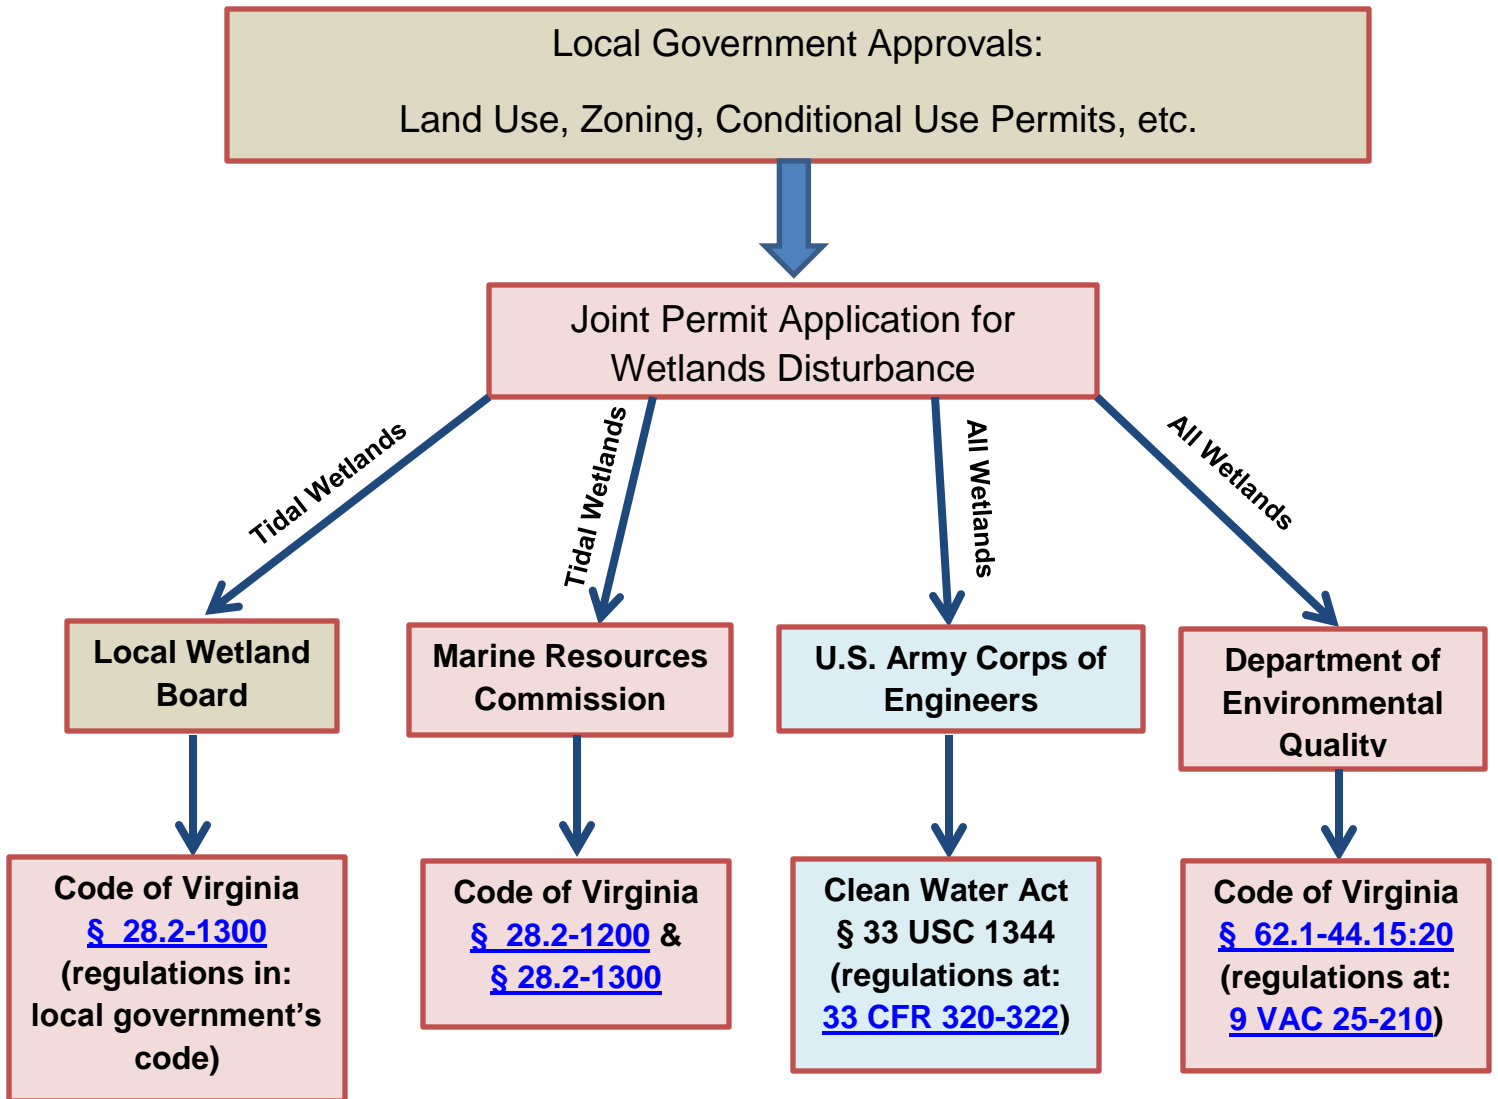 Local Government Approvals:
Land Use, Zoning, Conditional Use Permits, etc.
Joint Permit Application for
Wetlands Disturbance
Tidal Wetlands
Tidal Wetlands
All Wetlands
All Wetlands
Local Wetland
Board
Marine Resources
Commission
U.S. Army Corps of
Engineers
Department of
Environmental
Quality
Code of Virginia
§ 28.2-1300
(regulations in:
local government’s
code)
Code of Virginia
§ 28.2-1200 &
§ 28.2-1300
Clean Water Act
§ 33 USC 1344
(regulations at:
33 CFR 320-322)
Code of Virginia
§ 62.1-44.15:20
(regulations at:
9 VAC 25-210)